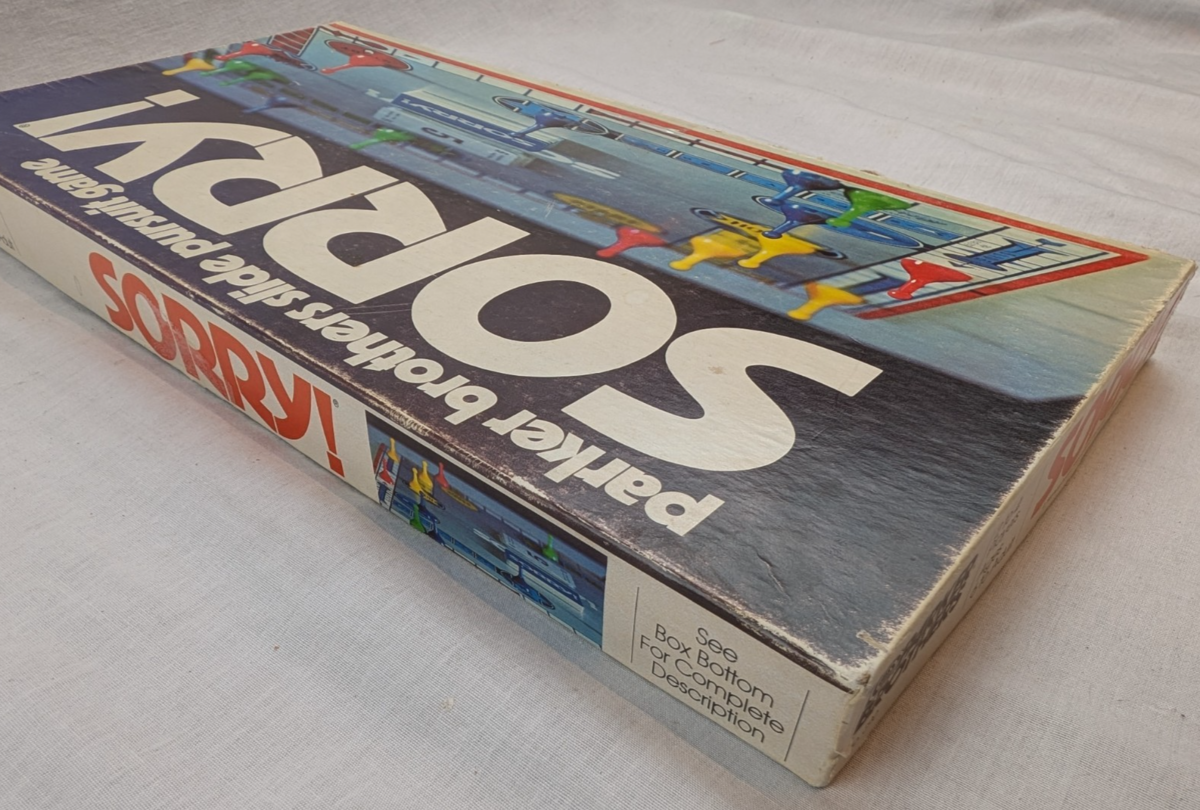 SORRY!
parker brothers slide pursuit game
SORRY!®
See
Box Bottom
For Complete
Description